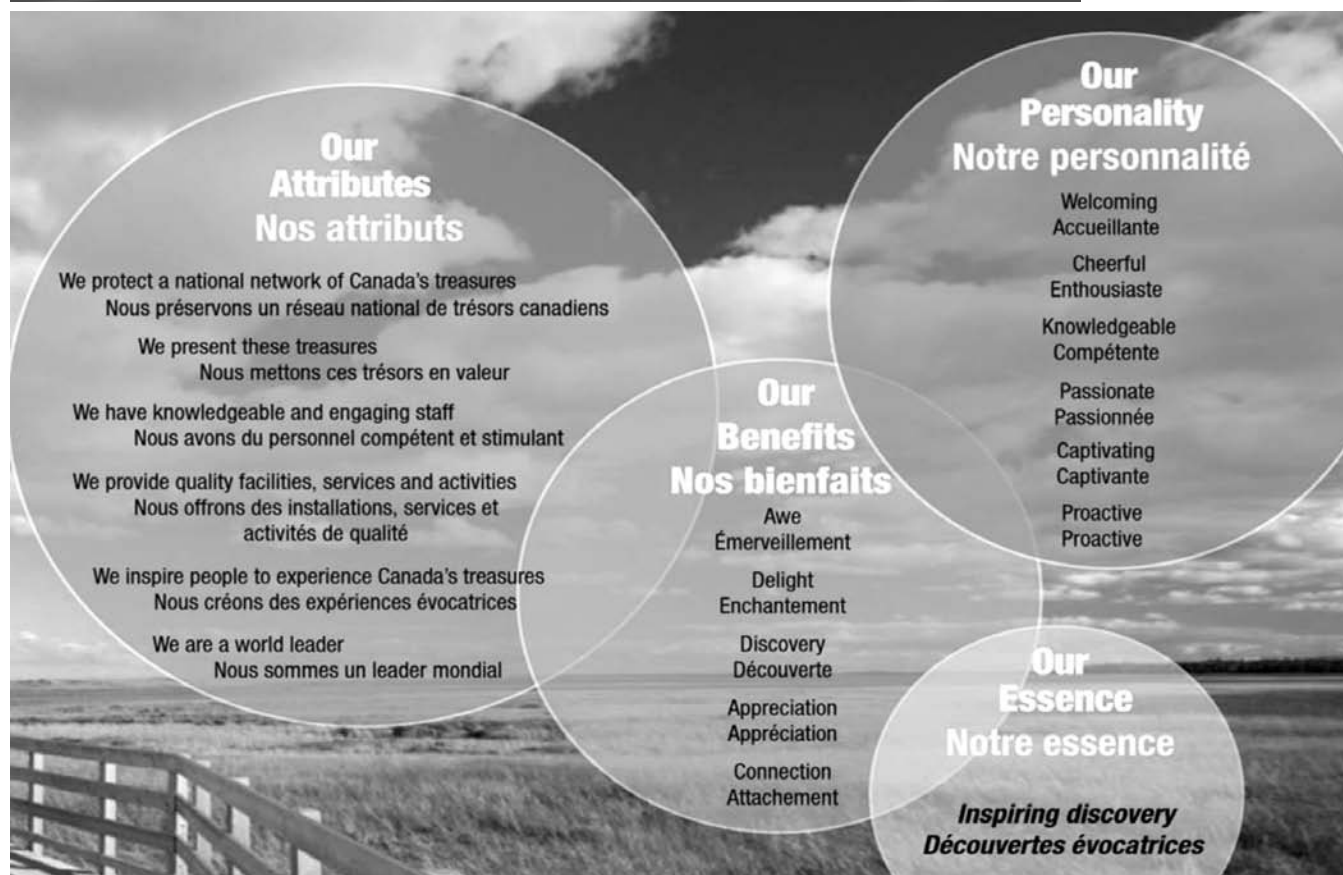 Our
Attributes
Nos attributs
We protect a national network of Canada's treasures
Nous préservons un réseau national de trésors canadiens
We present these treasures
Nous mettons ces trésors en valeur
We have knowledgeable and engaging staff
Nous avons du personnel compétent et stimulant
We provide quality facilities, services and activities
Nous offrons des installations, services et
activités de qualité
We inspire people to experience Canada's treasures
Nous créons des expériences évocatrices
We are a world leader
Nous sommes un leader mondial
Our
Benefits
Nos bienfaits
Awe
Émerveillement
Delight
Enchantement
Discovery
Découverte
Appreciation
Appréciation
Connection
Attachement
Our
Personality
Notre personnalité
Welcoming
Accueillante
Cheerful
Enthousiaste
Knowledgeable
Compétente
Passionate
Passionnée
Captivating
Captivante
Proactive
Proactive
Our
Essence
Notre essence
Inspiring discovery
Découvertes évocatrices